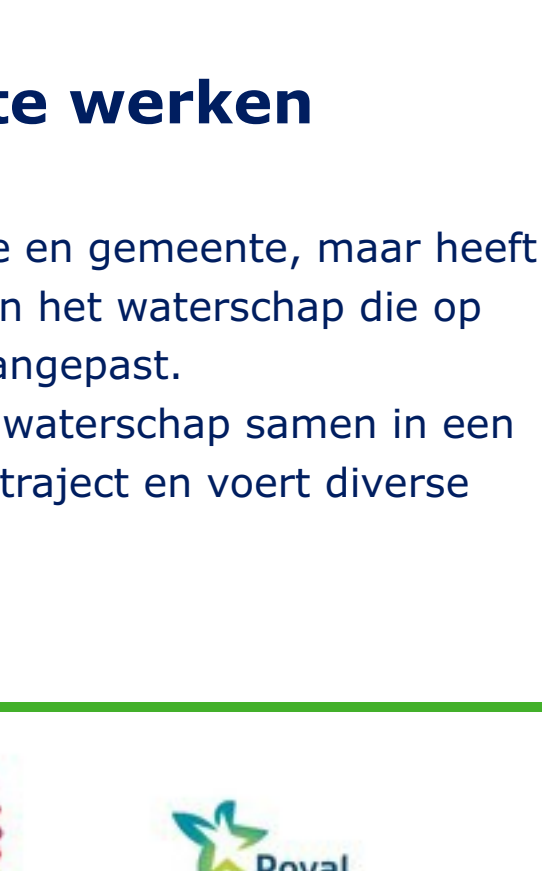 te werken
e en gemeente, maar heeft
n het waterschap die op
angepast.
waterschap samen in een
traject en voert diverse
Royal